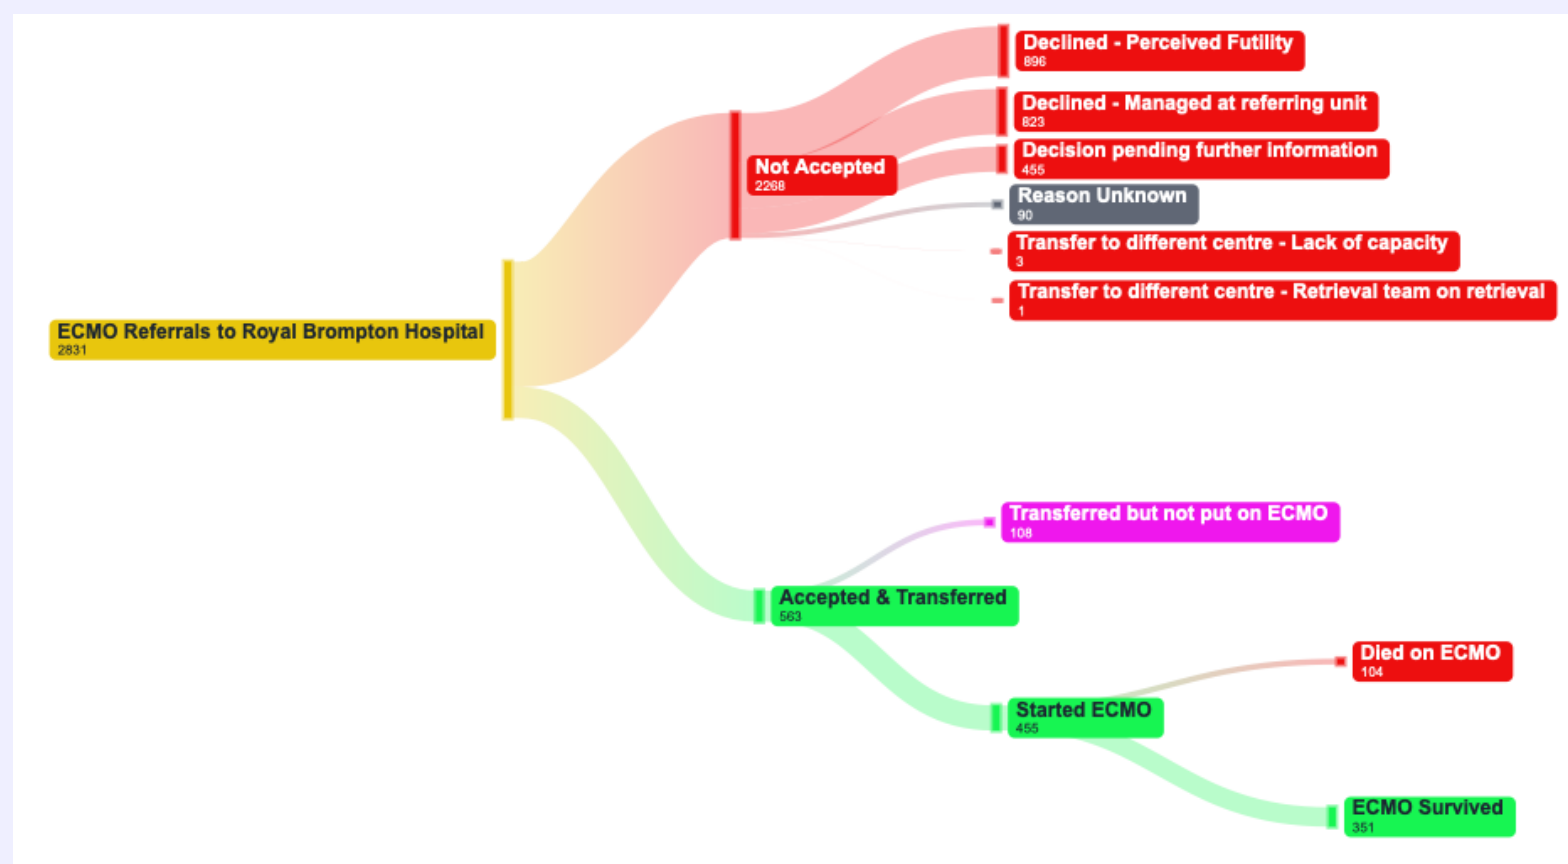 Declined - Perceived Futility
896
Declined - Managed at referring unit
823
Decision pending further information
455
Not Accepted
2268
Reason Unknown
90
Transfer to different centre - Lack of capacity
3
Transfer to different centre - Retrieval team on retrieval
1
ECMO Referrals to Royal Brompton Hospital
2831
Transferred but not put on ECMO
108
Accepted & Transferred
563
Died on ECMO
104
Started ECMO
455
ECMO Survived
351